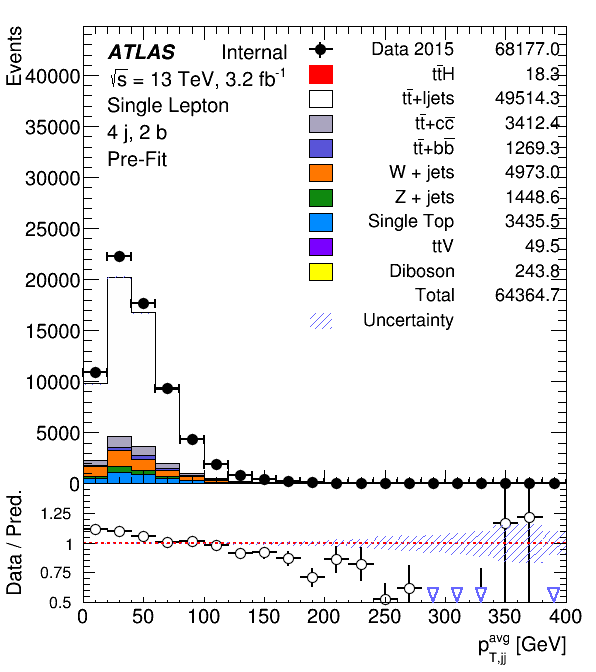 Events
40000
35000
30000
25000
20000
15000
10000
5000
0
ATLAS Internal
√s = 13 TeV, 3.2 fb⁻¹
Single Lepton
4 j, 2 b
Pre-Fit
Data 2015 68177.0
tt̄H 18.3
tt̄+ljets 49514.3
tt̄+cc̄ 3412.4
tt̄+bb̄ 1269.3
W + jets 4973.0
Z + jets 1448.6
Single Top 3435.5
ttV 49.5
Diboson 243.8
Total 64364.7
Uncertainty
Data / Pred.
1.25
1
0.75
0.5
0 50 100 150 200 250 300 350 400
p_{T,jj}^{avg} [GeV]